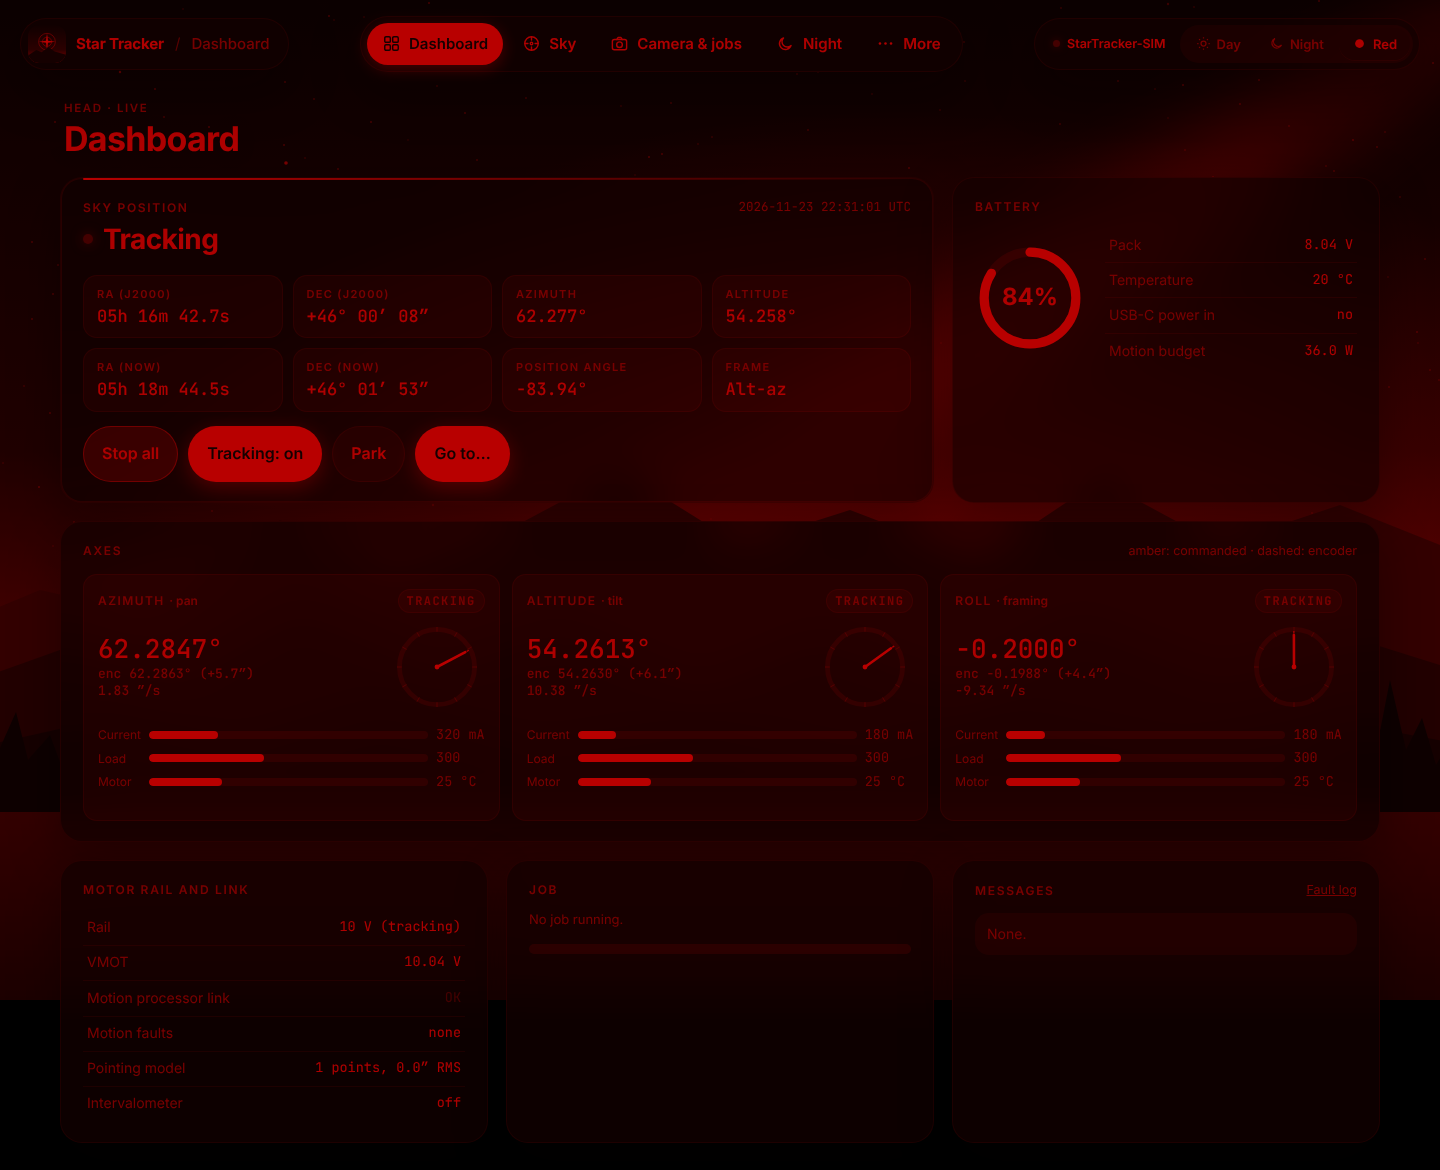 Star Tracker / Dashboard
Dashboard
Sky
Camera & jobs
Night
More
StarTracker-SIM
Day
Night
Red
HEAD · LIVE
Dashboard
SKY POSITION
2026-11-23 22:31:01 UTC
Tracking
RA (J2000)
05h 16m 42.7s
DEC (J2000)
+46° 00′ 08″
AZIMUTH
62.277°
ALTITUDE
54.258°
RA (NOW)
05h 18m 44.5s
DEC (NOW)
+46° 01′ 53″
POSITION ANGLE
-83.94°
FRAME
Alt-az
Stop all
Tracking: on
Park
Go to…
BATTERY
84%
Pack 8.04 V
Temperature 20 °C
USB-C power in no
Motion budget 36.0 W
AXES
amber: commanded · dashed: encoder
AZIMUTH · pan
TRACKING
62.2847°
enc 62.2863° (+5.7″)
1.83 ″/s
Current 320 mA
Load 300
Motor 25 °C
ALTITUDE · tilt
TRACKING
54.2613°
enc 54.2630° (+6.1″)
10.38 ″/s
Current 180 mA
Load 300
Motor 25 °C
ROLL · framing
TRACKING
-0.2000°
enc -0.1988° (+4.4″)
-9.34 ″/s
Current 180 mA
Load 300
Motor 25 °C
MOTOR RAIL AND LINK
Rail 10 V (tracking)
VMOT 10.04 V
Motion processor link OK
Motion faults none
Pointing model 1 points, 0.0″ RMS
Intervalometer off
JOB
No job running.
MESSAGES
Fault log
None.